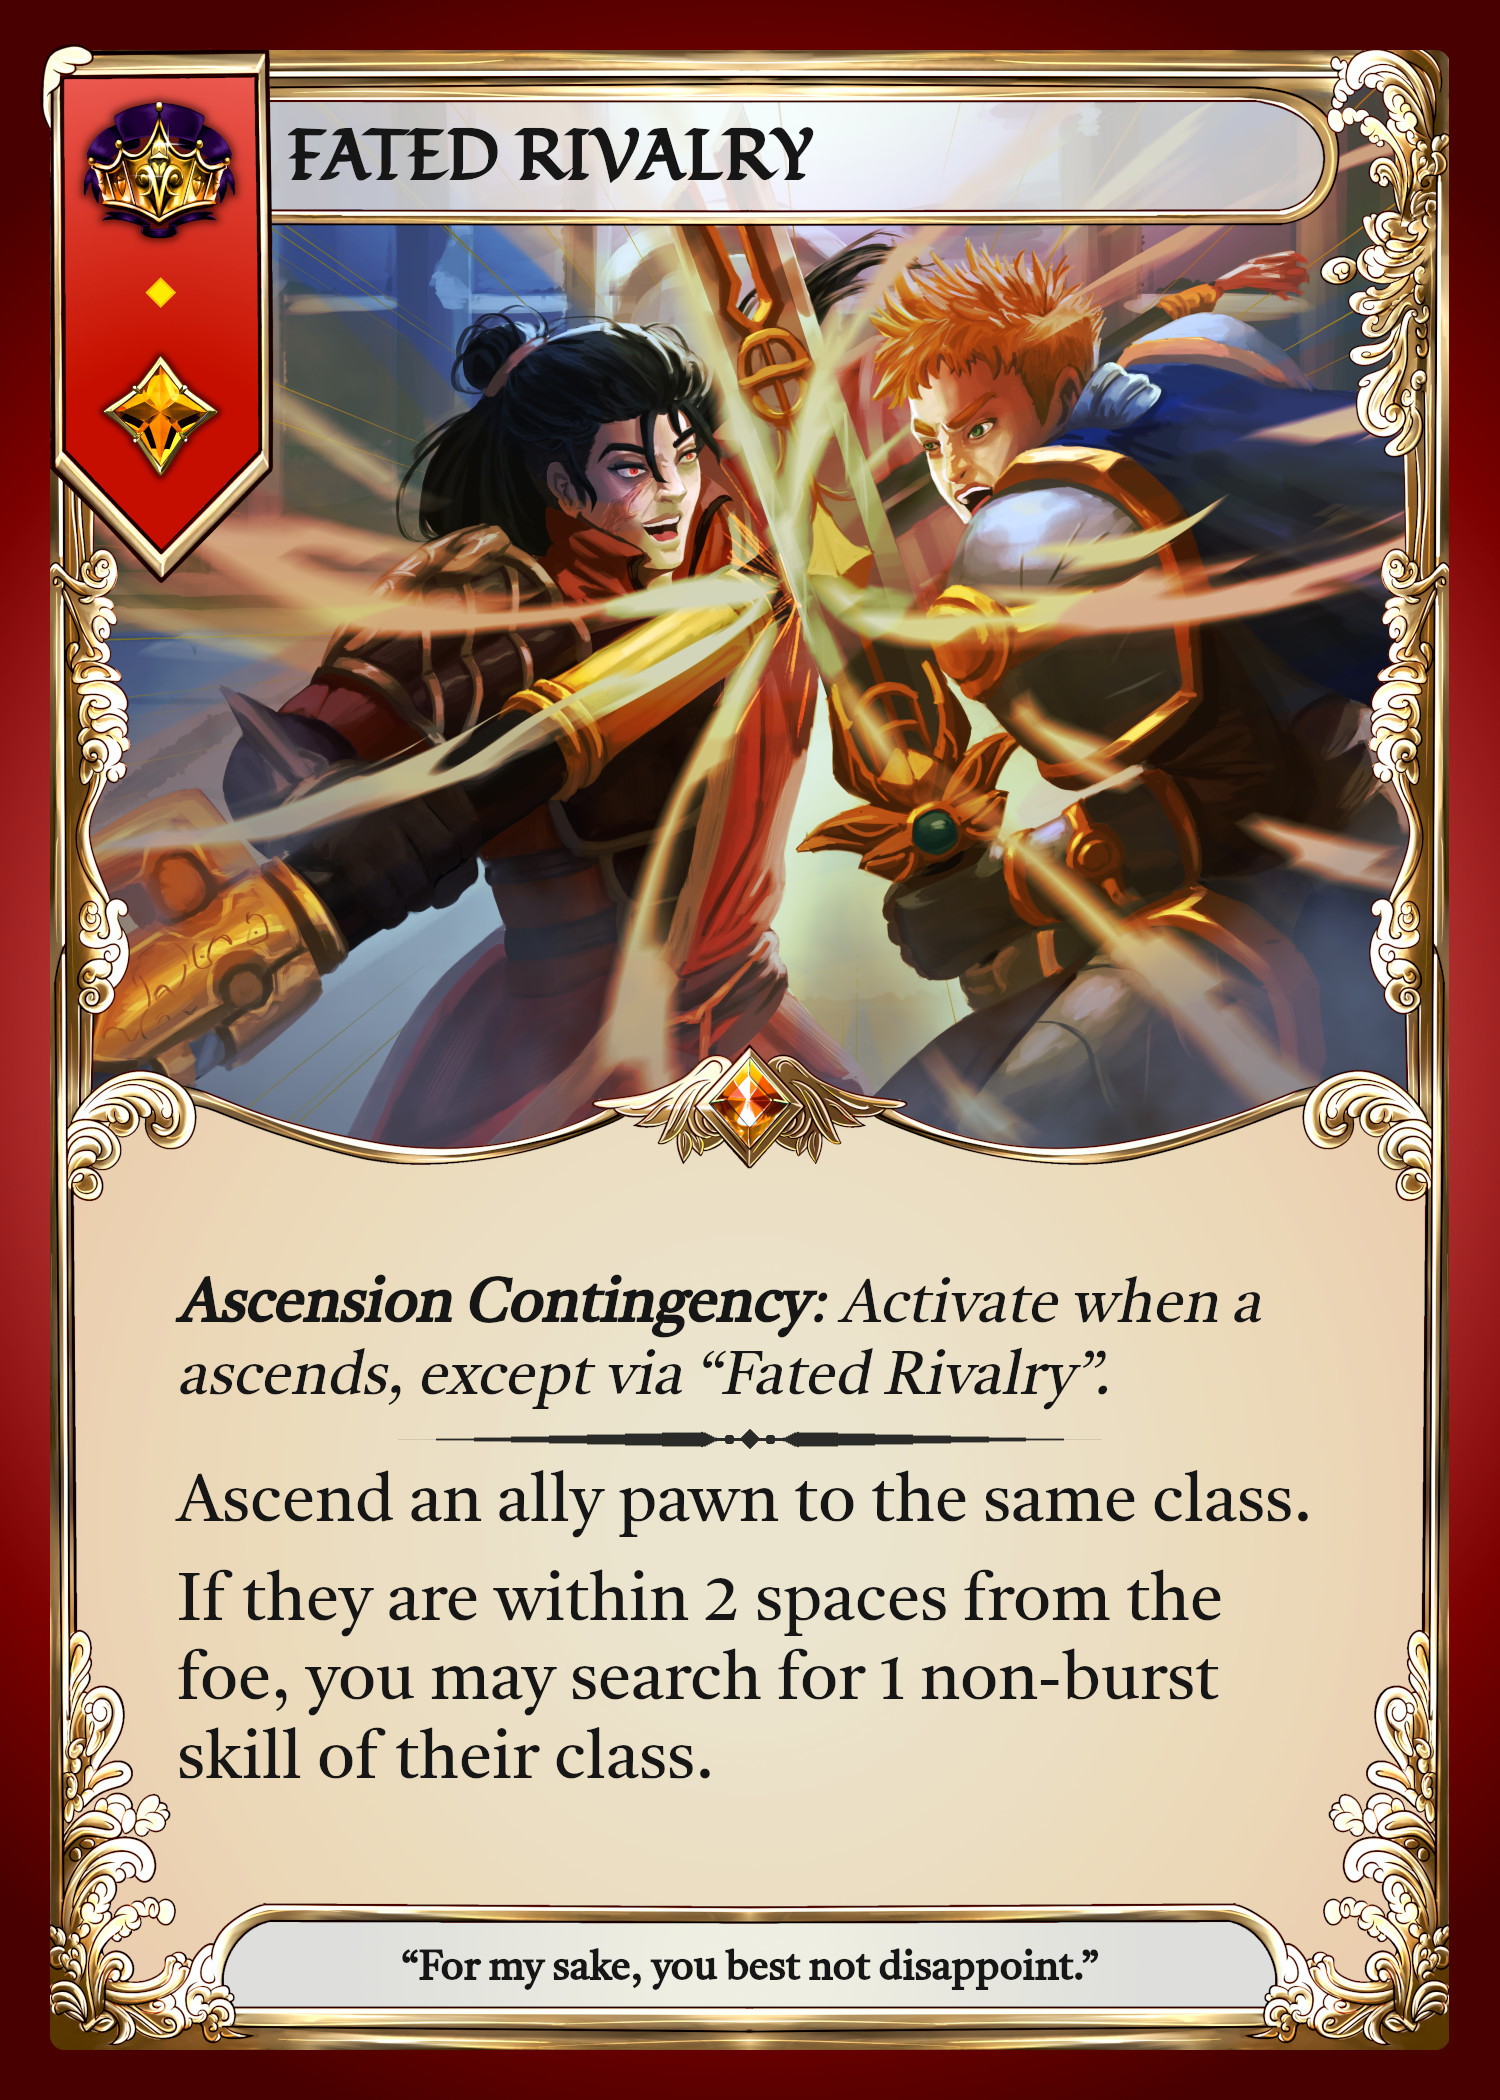 FATED RIVALRY
Ascension Contingency: Activate when a
ascends, except via “Fated Rivalry”.
Ascend an ally pawn to the same class.
If they are within 2 spaces from the
foe, you may search for 1 non-burst
skill of their class.
“For my sake, you best not disappoint.”